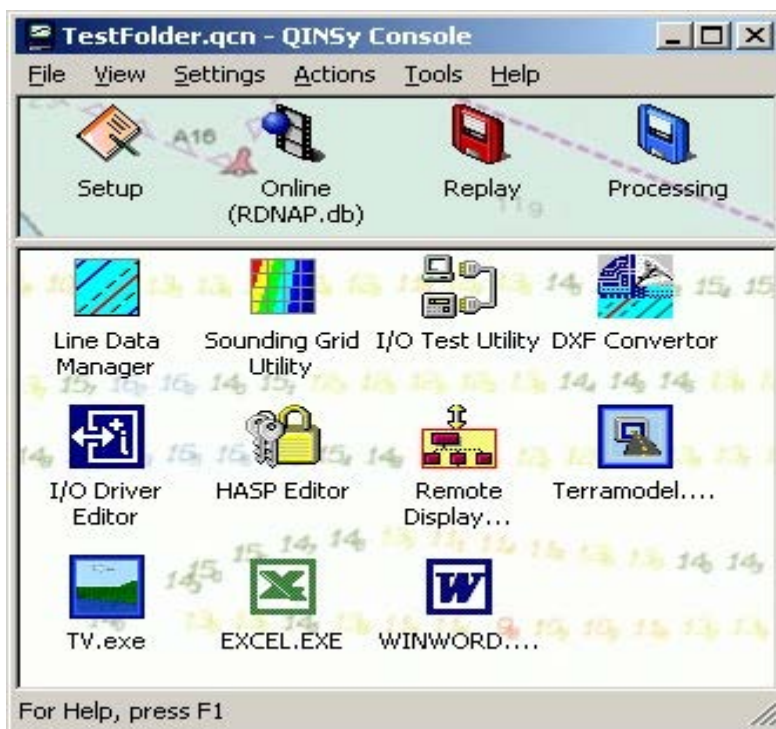 TestFolder.qcn - QINSy Console
File View Settings Actions Tools Help
A16
Setup
Online
(RDNAP.db)
Replay
Processing
119
Line Data
Manager
Sounding Grid
Utility
I/O Test Utility
DXF Convertor
I/O Driver
Editor
HASP Editor
Remote
Display...
Terramodel....
TV.exe
EXCEL.EXE
WINWORD....
For Help, press F1